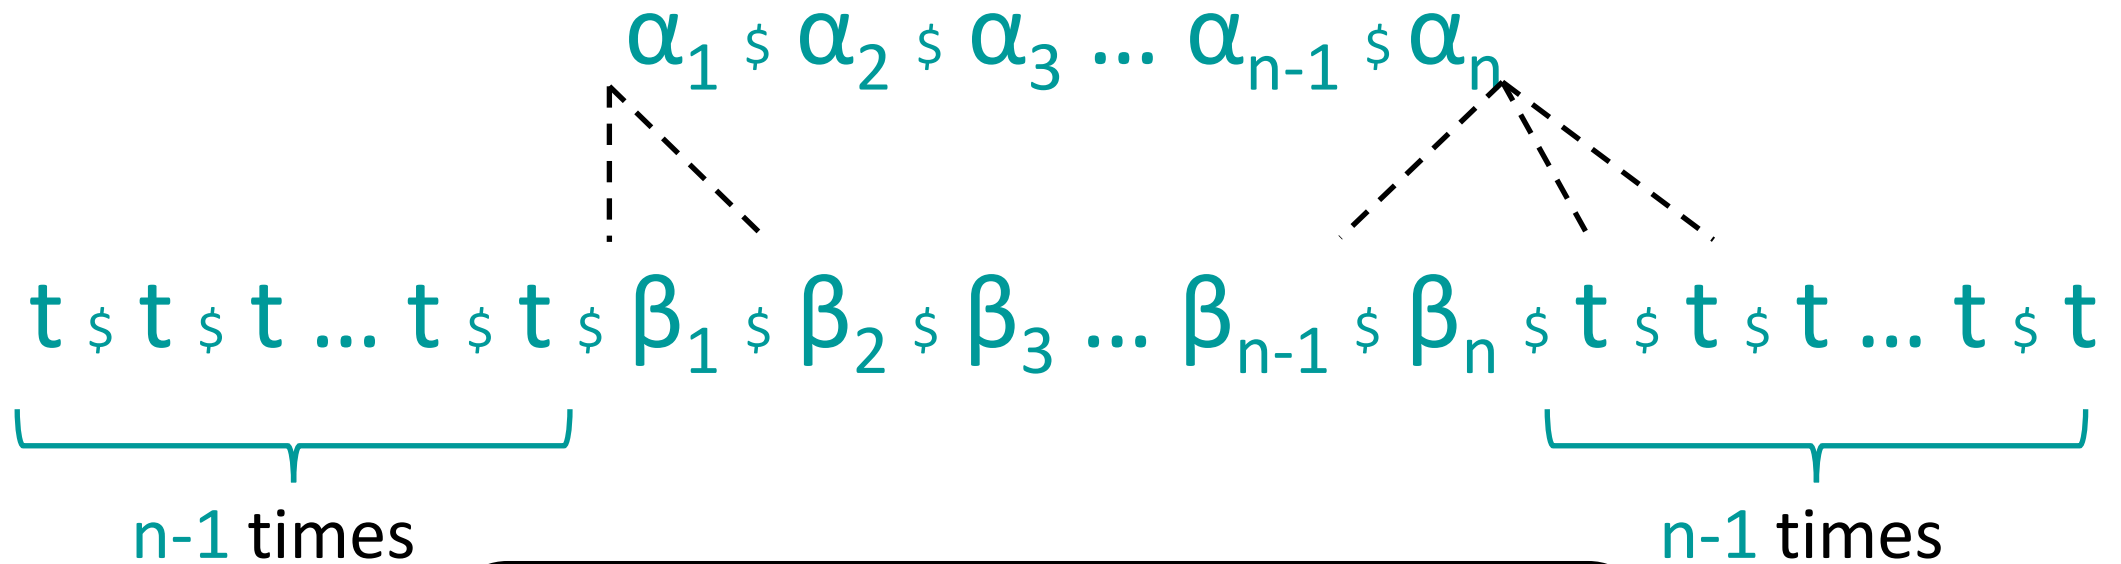 α₁ $ α₂ $ α₃ ... αₙ₋₁ $ αₙ
t $ t $ t ... t $ t $ β₁ $ β₂ $ β₃ ... βₙ₋₁ $ βₙ $ t $ t $ t ... t $ t
n-1 times n-1 times